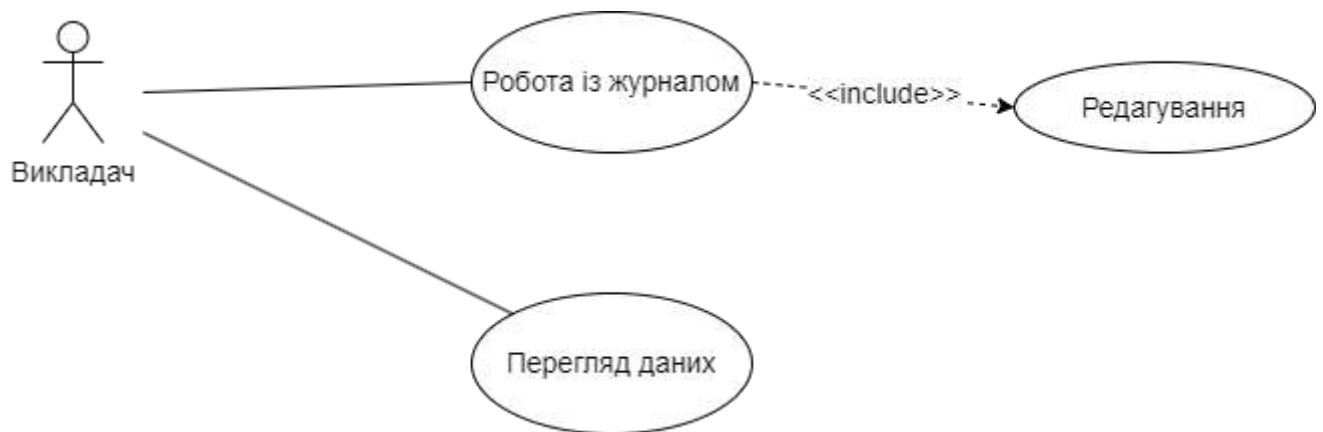 Робота із журналом
<<include>>
Редагування
Викладач
Перегляд даних